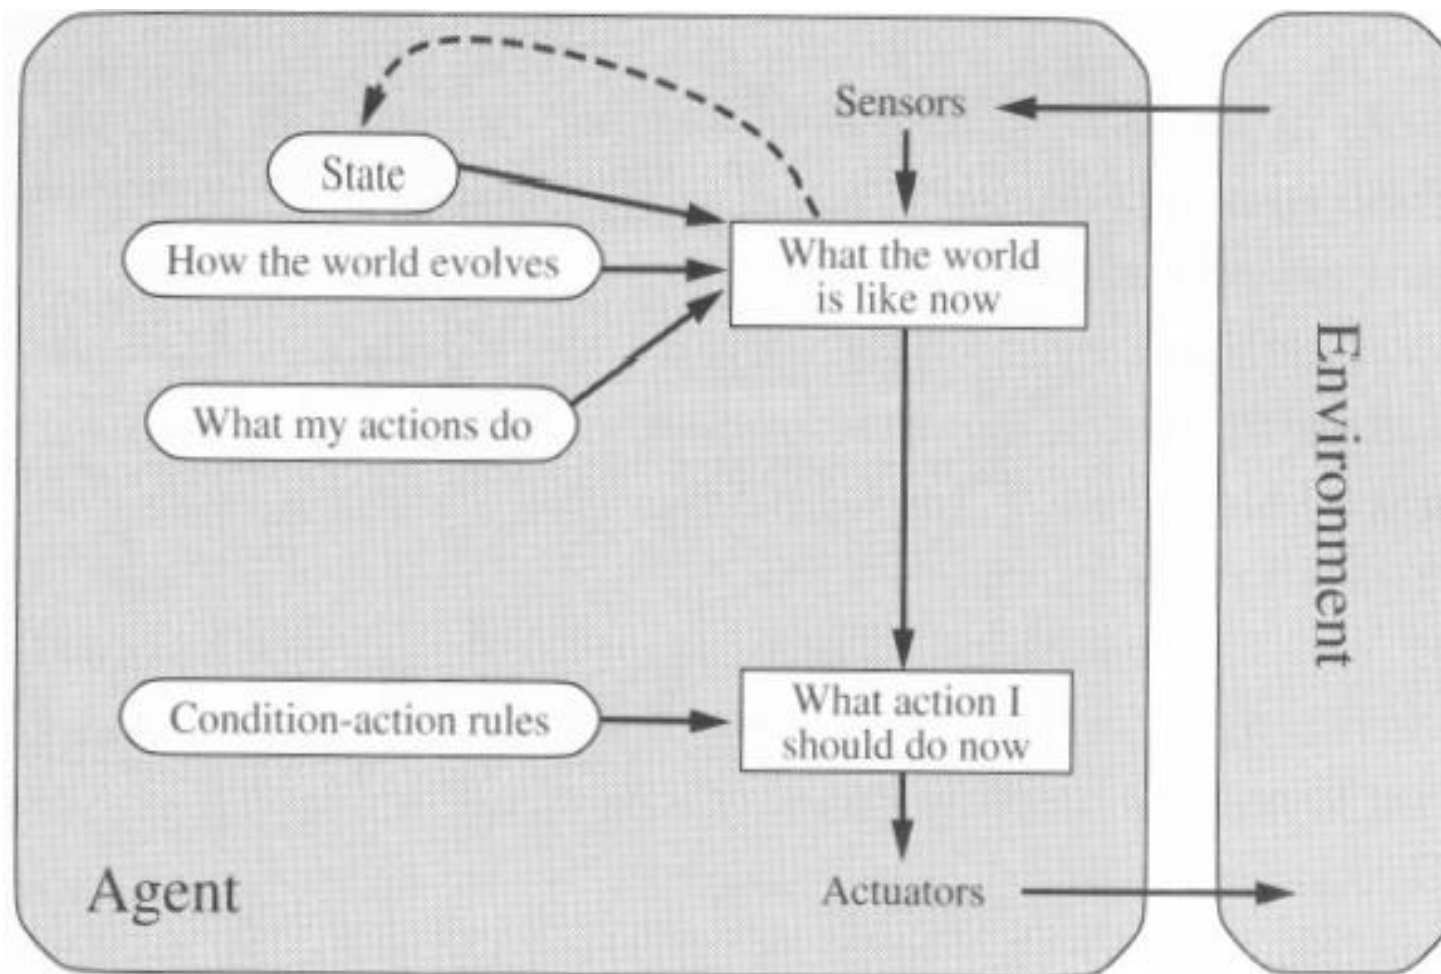 Sensors
State
How the world evolves
What the world
is like now
What my actions do
Condition-action rules
What action I
should do now
Agent
Actuators
Environment